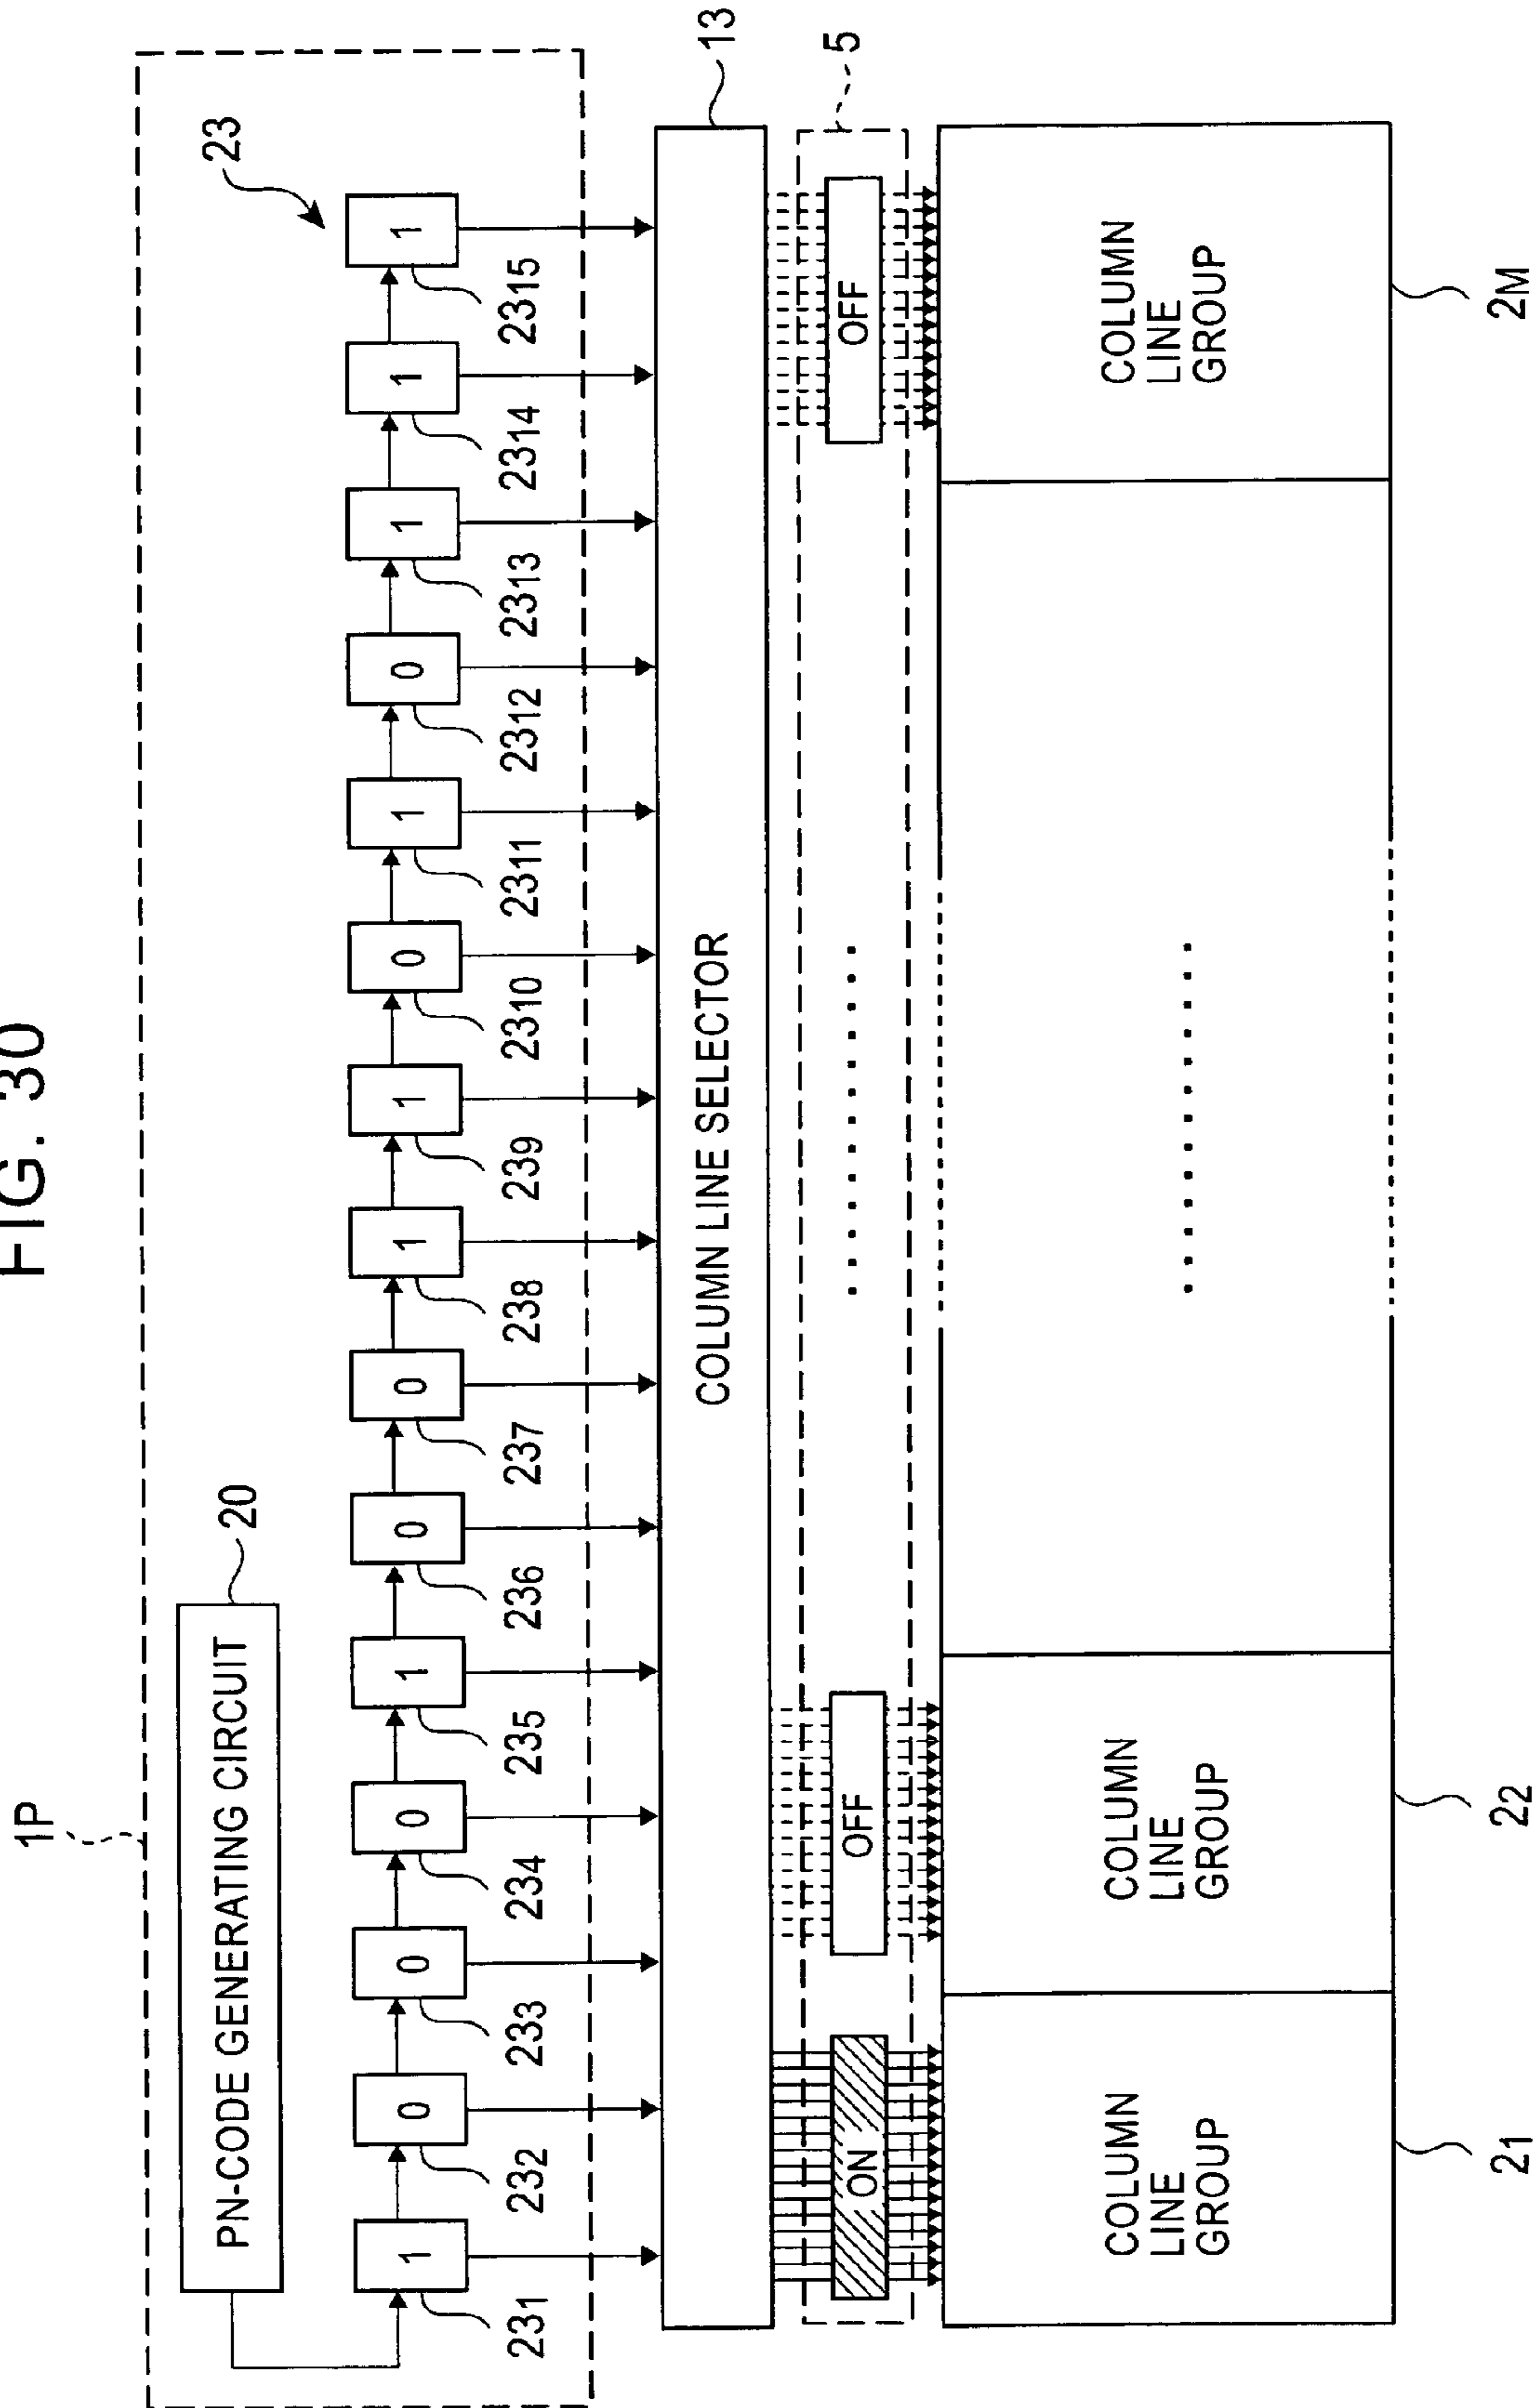 FIG. 30
1P
PN-CODE GENERATING CIRCUIT
20
23
1 0 0 0 1 0 0 1 1 0 1 0 1 1 1
231 232 233 234 235 236 237 238 239 2310 2311 2312 2313 2314 2315
COLUMN LINE SELECTOR
13
ON
OFF
OFF
5
COLUMN
LINE
GROUP
COLUMN
LINE
GROUP
COLUMN
LINE
GROUP
21
22
2M